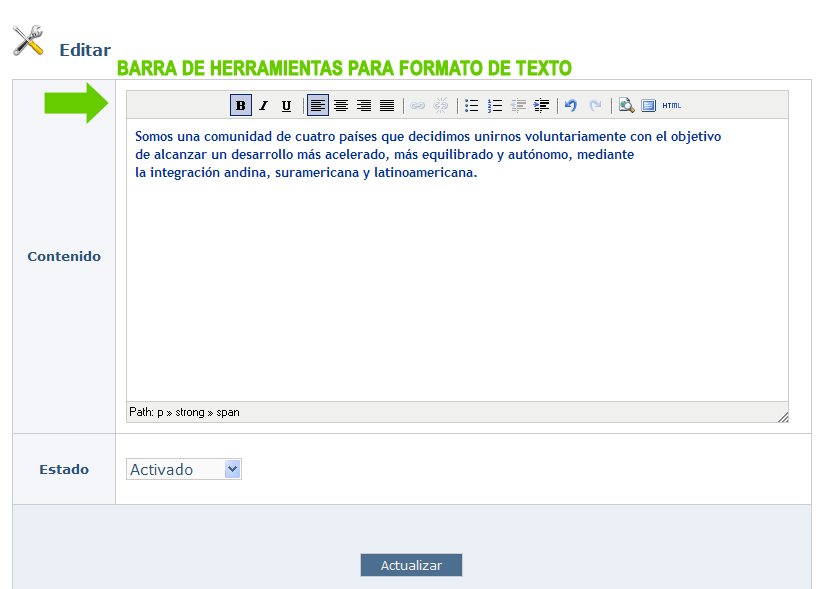 Editar
BARRA DE HERRAMIENTAS PARA FORMATO DE TEXTO
B I U HTML
Somos una comunidad de cuatro países que decidimos unirnos voluntariamente con el objetivo
de alcanzar un desarrollo más acelerado, más equilibrado y autónomo, mediante
la integración andina, suramericana y latinoamericana.
Contenido
Path: p » strong » span
Estado
Activado
Actualizar